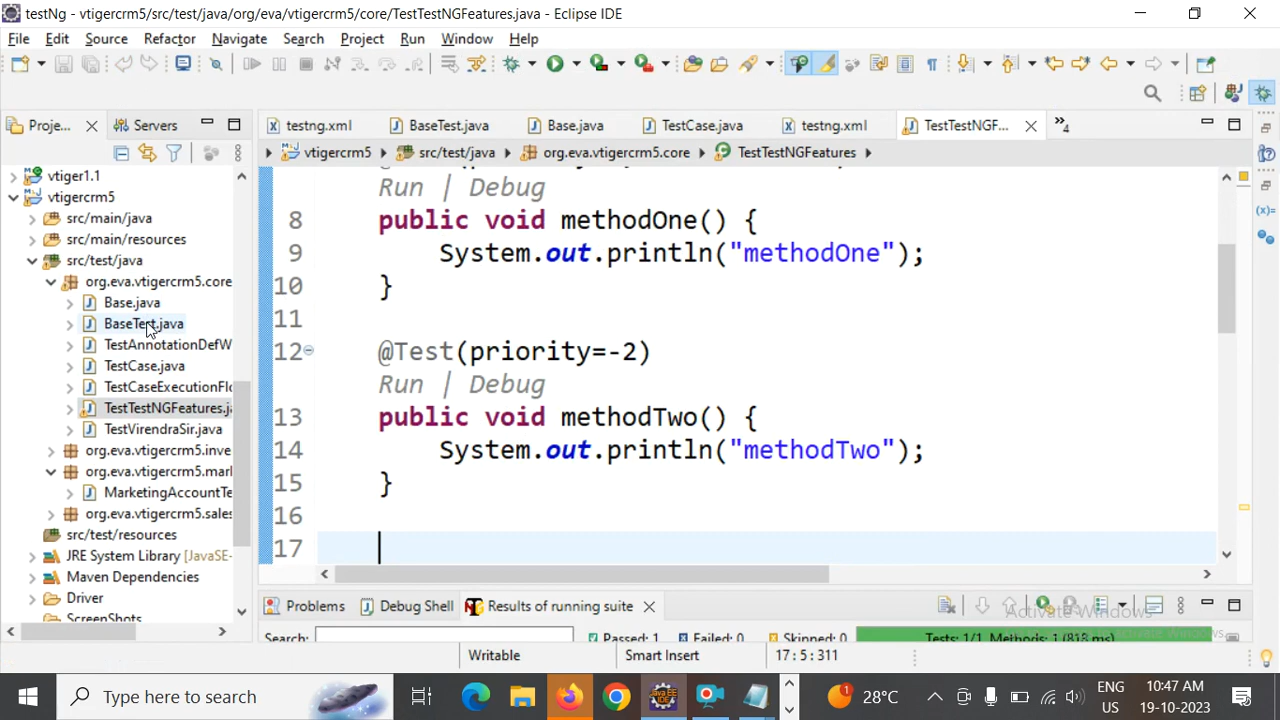 testNg - vtigercrm5/src/test/java/org/eva/vtigercrm5/core/TestTestNGFeatures.java - Eclipse IDE
File Edit Source Refactor Navigate Search Project Run Window Help
Proje... Servers
testng.xml BaseTest.java Base.java TestCase.java testng.xml TestTestNGF... »4
vtigercrm5 src/test/java org.eva.vtigercrm5.core TestTestNGFeatures
vtiger1.1
vtigercrm5
src/main/java
src/main/resources
src/test/java
org.eva.vtigercrm5.core
Base.java
BaseTest.java
TestAnnotationDefW
TestCase.java
TestCaseExecutionFlo
TestTestNGFeatures.ja
TestVirendraSir.java
org.eva.vtigercrm5.inve
org.eva.vtigercrm5.mark
MarketingAccountTe
org.eva.vtigercrm5.sales
src/test/resources
JRE System Library [JavaSE-
Maven Dependencies
Driver
ScreenShots
Run | Debug
8 public void methodOne() {
9 System.out.println("methodOne");
10 }
11
12 @Test(priority=-2)
Run | Debug
13 public void methodTwo() {
14 System.out.println("methodTwo");
15 }
16
17
Problems Debug Shell Results of running suite
Activate Windows
Search: Passed: 1 Failed: 0 Skipped: 0 Tests: 1/1 Methods: 1 (818 ms)
Writable Smart Insert 17 : 5 : 311
Type here to search 28°C ENG US 10:47 AM 19-10-2023